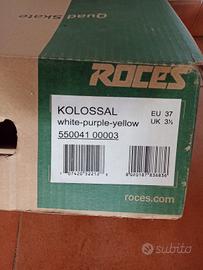 Quad Skate
ROCES
KOLOSSAL
white-purple-yellow
550041 00003
EU 37
UK 3½
roces.com
subito